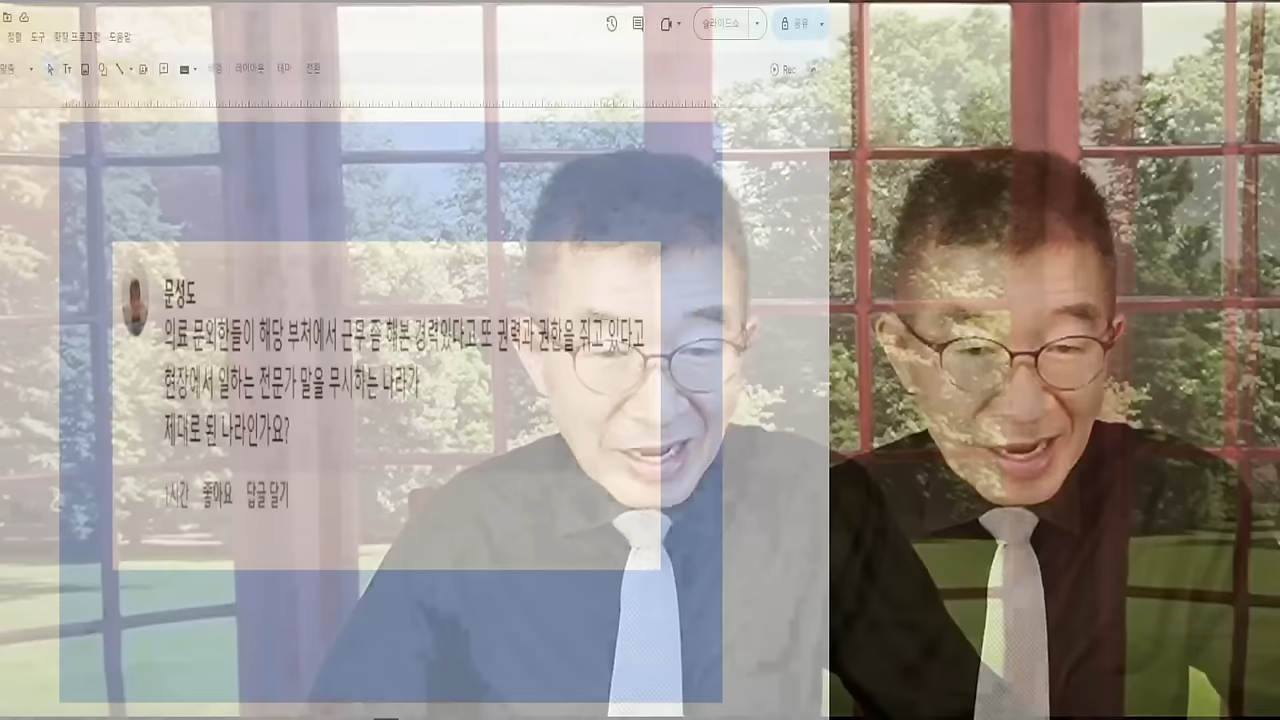 정렬 도구 확장 프로그램 도움말
슬라이드쇼
공유
맞춤
배경 레이아웃 테마 전환
Rec
문성도
의료 문외한들이 해당 부처에서 근무 좀 해본 경력있다고 또 권력과 권한을 쥐고 있다고
현장에서 일하는 전문가 말을 무시하는 나라가
제대로 된 나라인가요?
1시간 좋아요 답글 달기